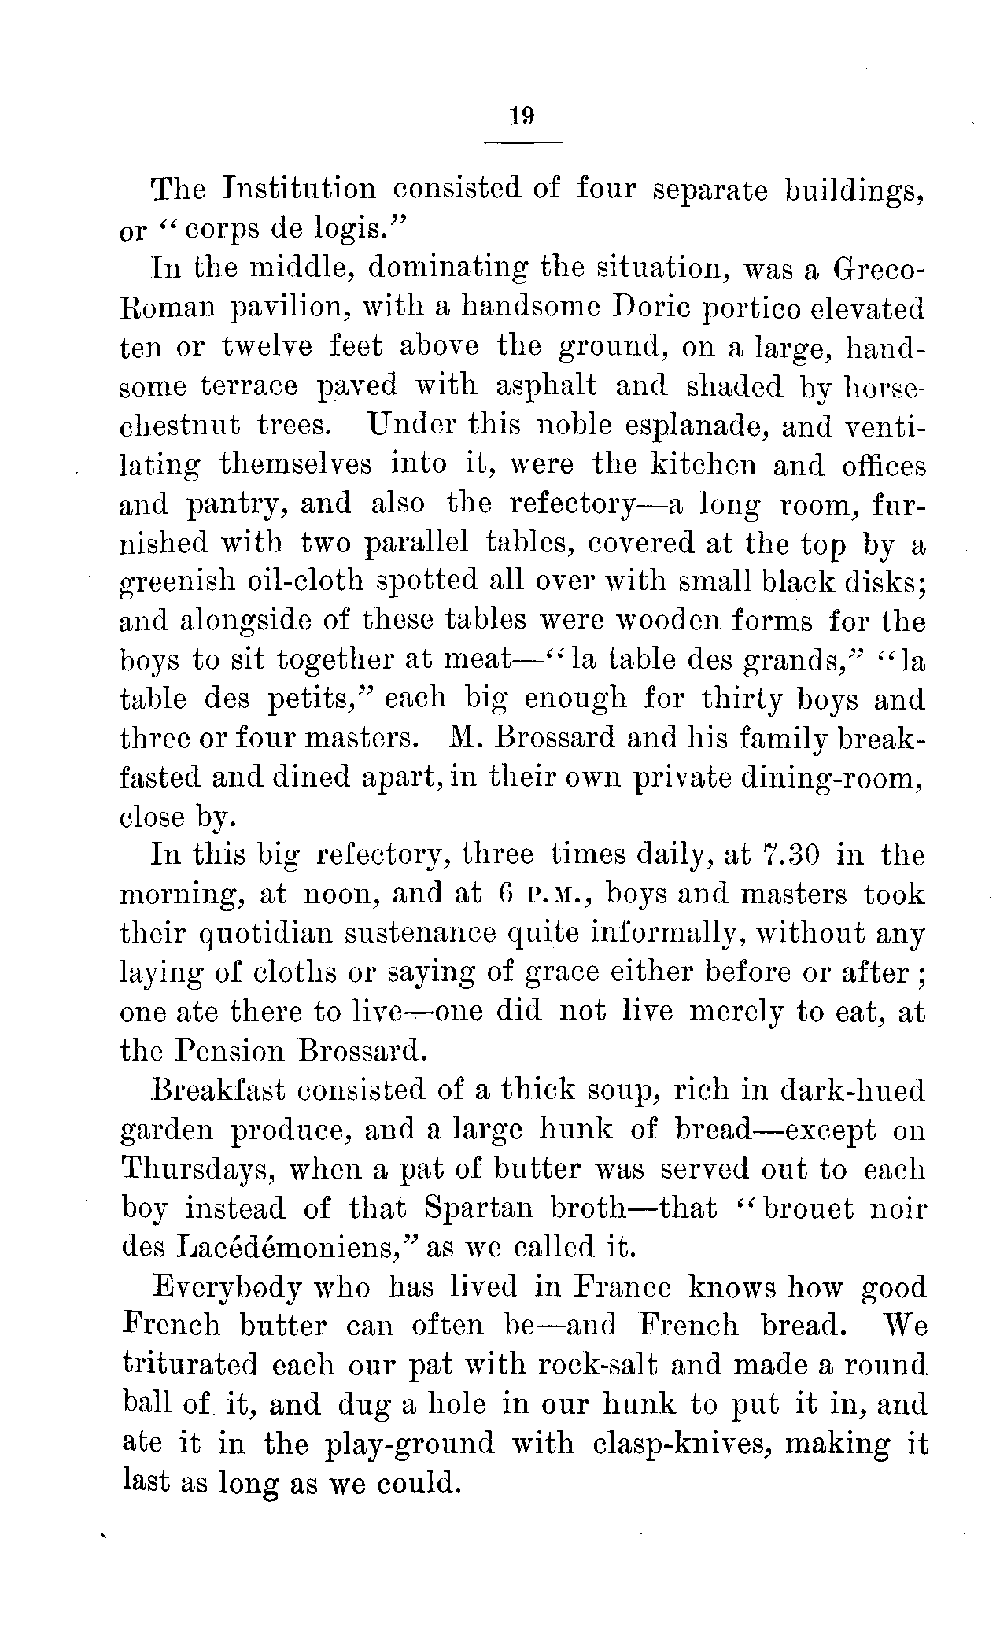 19
The Institution consisted of four separate buildings,
or “corps de logis.”
In the middle, dominating the situation, was a Greco-
Roman pavilion, with a handsome Doric portico elevated
ten or twelve feet above the ground, on a large, hand-
some terrace paved with asphalt and shaded by horse-
chestnut trees. Under this noble esplanade, and venti-
lating themselves into it, were the kitchen and offices
and pantry, and also the refectory—a long room, fur-
nished with two parallel tables, covered at the top by a
greenish oil-cloth spotted all over with small black disks;
and alongside of these tables were wooden forms for the
boys to sit together at meat—“la table des grands,” “la
table des petits,” each big enough for thirty boys and
three or four masters. M. Brossard and his family break-
fasted and dined apart, in their own private dining-room,
close by.
In this big refectory, three times daily, at 7.30 in the
morning, at noon, and at 6 P.M., boys and masters took
their quotidian sustenance quite informally, without any
laying of cloths or saying of grace either before or after;
one ate there to live—one did not live merely to eat, at
the Pension Brossard.
Breakfast consisted of a thick soup, rich in dark-hued
garden produce, and a large hunk of bread—except on
Thursdays, when a pat of butter was served out to each
boy instead of that Spartan broth—that “brouet noir
des Lacédémoniens,” as we called it.
Everybody who has lived in France knows how good
French butter can often be—and French bread. We
triturated each our pat with rock-salt and made a round
ball of it, and dug a hole in our hunk to put it in, and
ate it in the play-ground with clasp-knives, making it
last as long as we could.